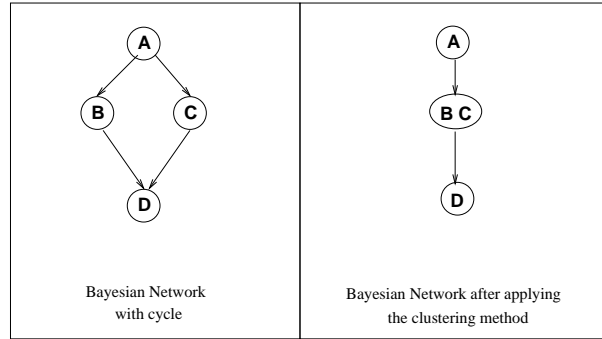 A
B
C
D
Bayesian Network
with cycle
A
B C
D
Bayesian Network after applying
the clustering method